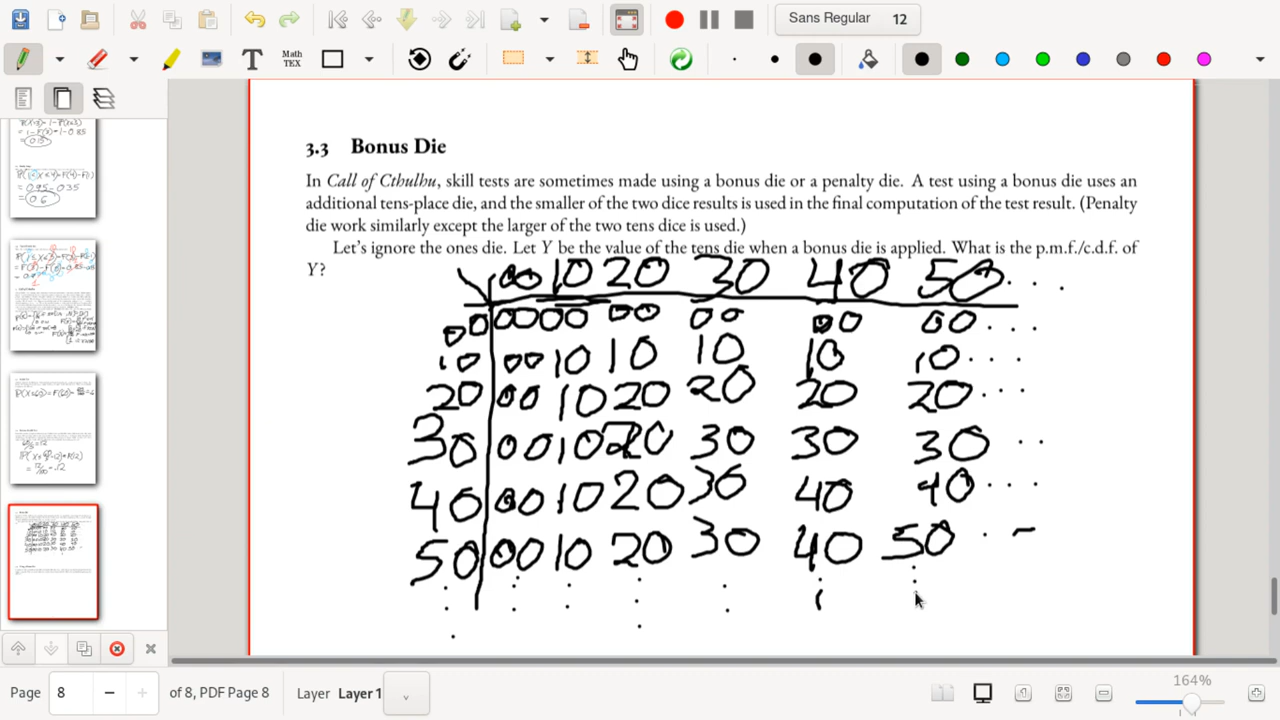 Sans Regular 12
T Math TEX
3.3 Bonus Die
In Call of Cthulhu, skill tests are sometimes made using a bonus die or a penalty die. A test using a bonus die uses an
additional tens-place die, and the smaller of the two dice results is used in the final computation of the test result. (Penalty
die work similarly except the larger of the two tens dice is used.)
Let's ignore the ones die. Let Y be the value of the tens die when a bonus die is applied. What is the p.m.f./c.d.f. of
Y?
Y 00 10 20 30 40 50 . . .
00 00 00 00 00 00 00 . . .
10 00 10 10 10 10 10 . . .
20 00 10 20 20 20 20 . . .
30 00 10 20 30 30 30 . .
40 00 10 20 30 40 40 . . .
50 00 10 20 30 40 50 . -
Page 8 of 8, PDF Page 8 Layer Layer 1 164%